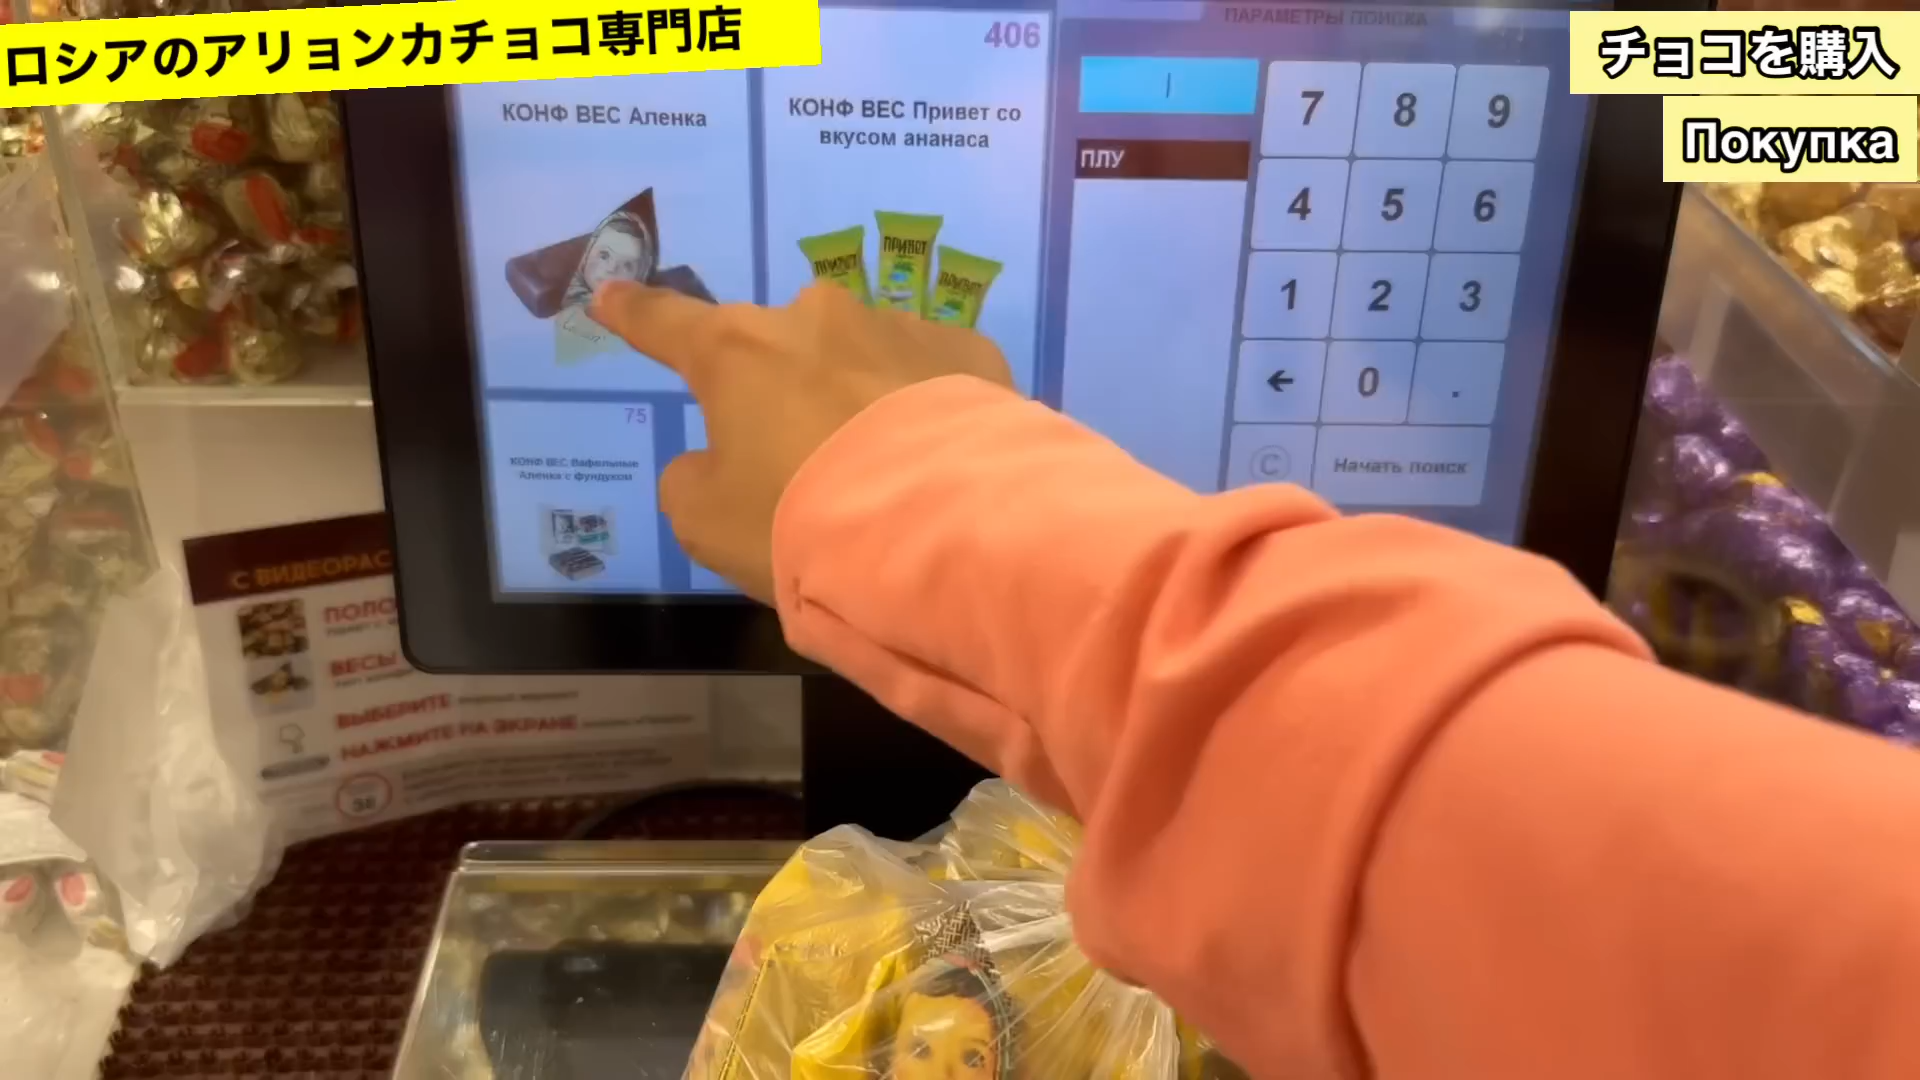 ロシアのアリョンカチョコ専門店
チョコを購入
Покупка
406
КОНФ ВЕС Аленка
КОНФ ВЕС Привет со
вкусом ананаса
ПРИВЕТ
ПРИВЕТ
ПРИВЕТ
75
КОНФ ВЕС Вафельные
Аленка с фундуком
ПАРАМЕТРЫ ПОИСКА
ПЛУ
7 8 9
4 5 6
1 2 3
← 0 .
C Начать поиск
С ВИДЕОРАС
ПОЛО
ВЕСЫ
ВЫБЕРИТЕ
НАЖМИТЕ НА ЭКРАНЕ